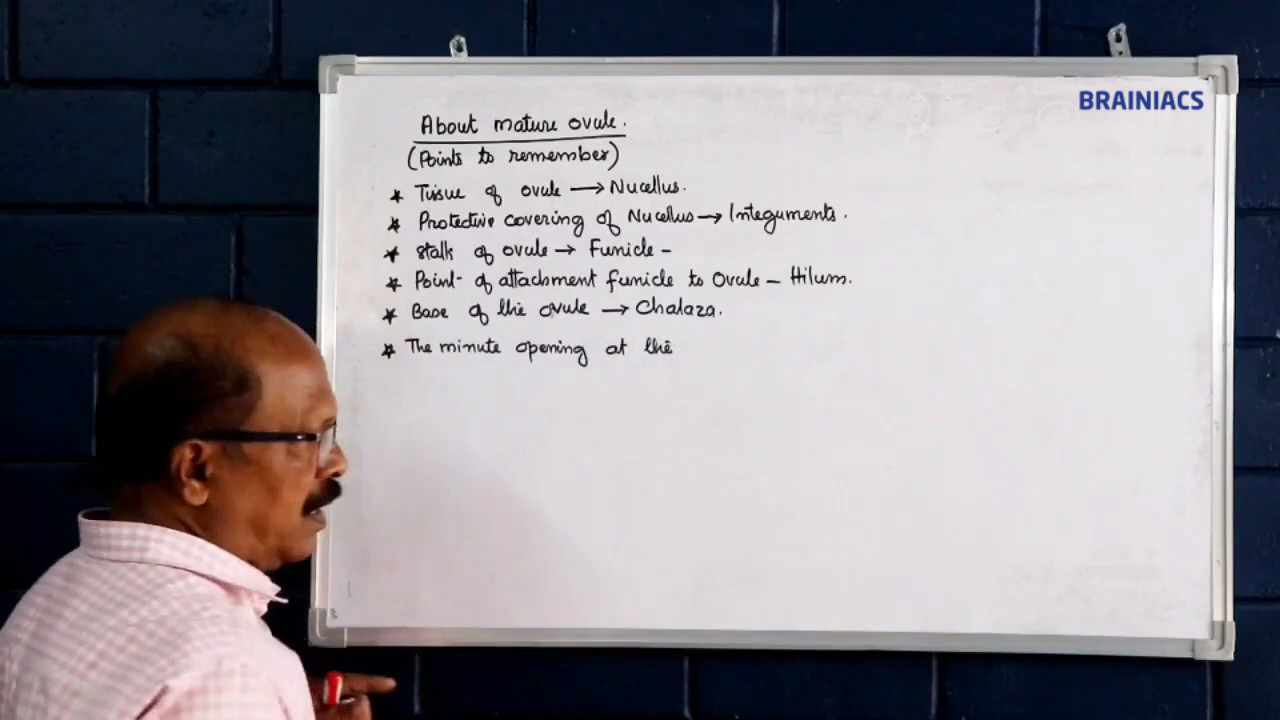 BRAINIACS
About mature ovule.
(Points to remember)
* Tissue of ovule → Nucellus.
* Protective covering of Nucellus → Integuments.
* Stalk of ovule → Funicle -
* Point of attachment funicle to Ovule - Hilum.
* Base of the ovule → Chalaza.
* The minute opening at the